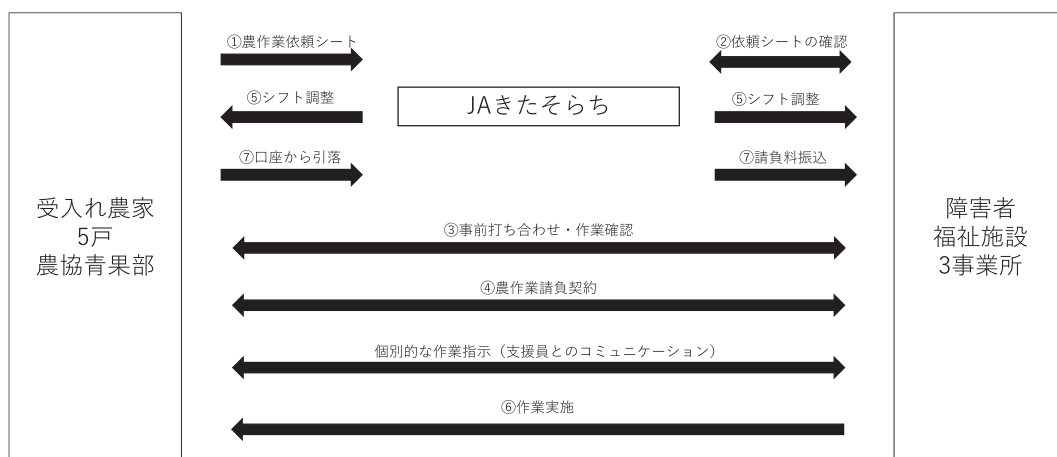 ①農作業依頼シート
②依頼シートの確認
JAきたそらち
⑤シフト調整
⑤シフト調整
⑦口座から引落
⑦請負料振込
受入れ農家
5戸
農協青果部
障害者
福祉施設
3事業所
③事前打ち合わせ・作業確認
④農作業請負契約
個別的な作業指示（支援員とのコミュニケーション）
⑥作業実施